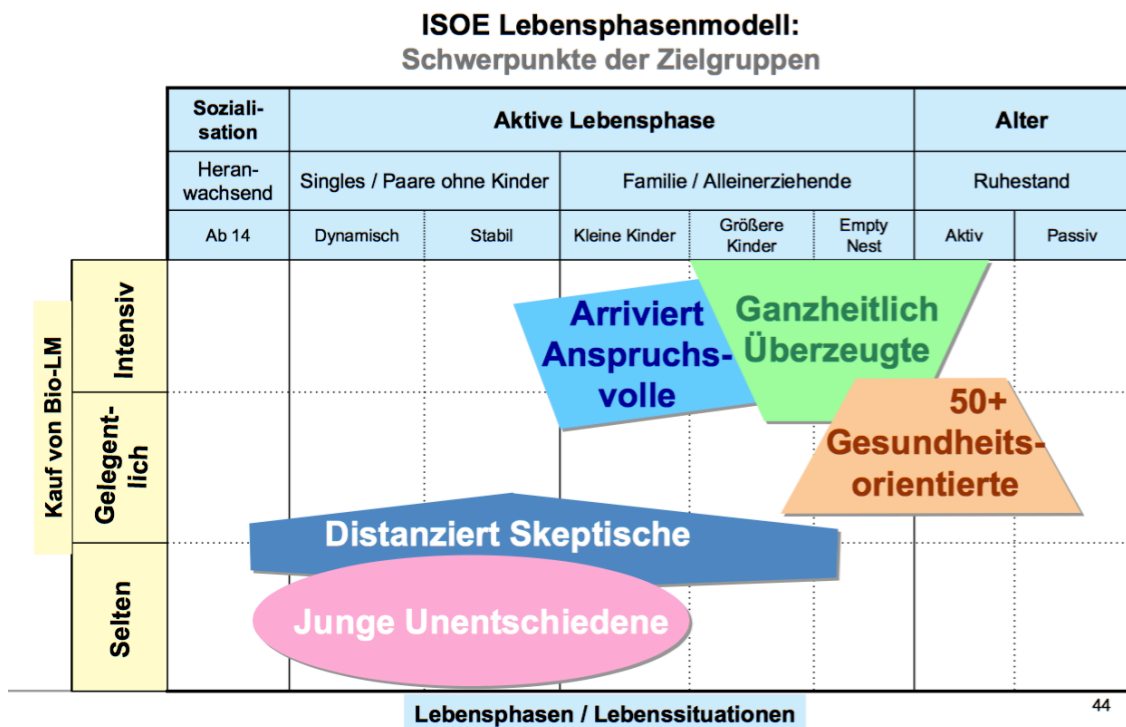 ISOE Lebensphasenmodell:
Schwerpunkte der Zielgruppen
Soziali-
sation
Aktive Lebensphase
Alter
Heran-
wachsend
Singles / Paare ohne Kinder
Familie / Alleinerziehende
Ruhestand
Ab 14
Dynamisch
Stabil
Kleine Kinder
Größere
Kinder
Empty
Nest
Aktiv
Passiv
Kauf von Bio-LM
Intensiv
Gelegent-
lich
Selten
Arriviert
Anspruchs-
volle
Ganzheitlich
Überzeugte
50+
Gesundheits-
orientierte
Distanziert Skeptische
Junge Unentschiedene
Lebensphasen / Lebenssituationen
44